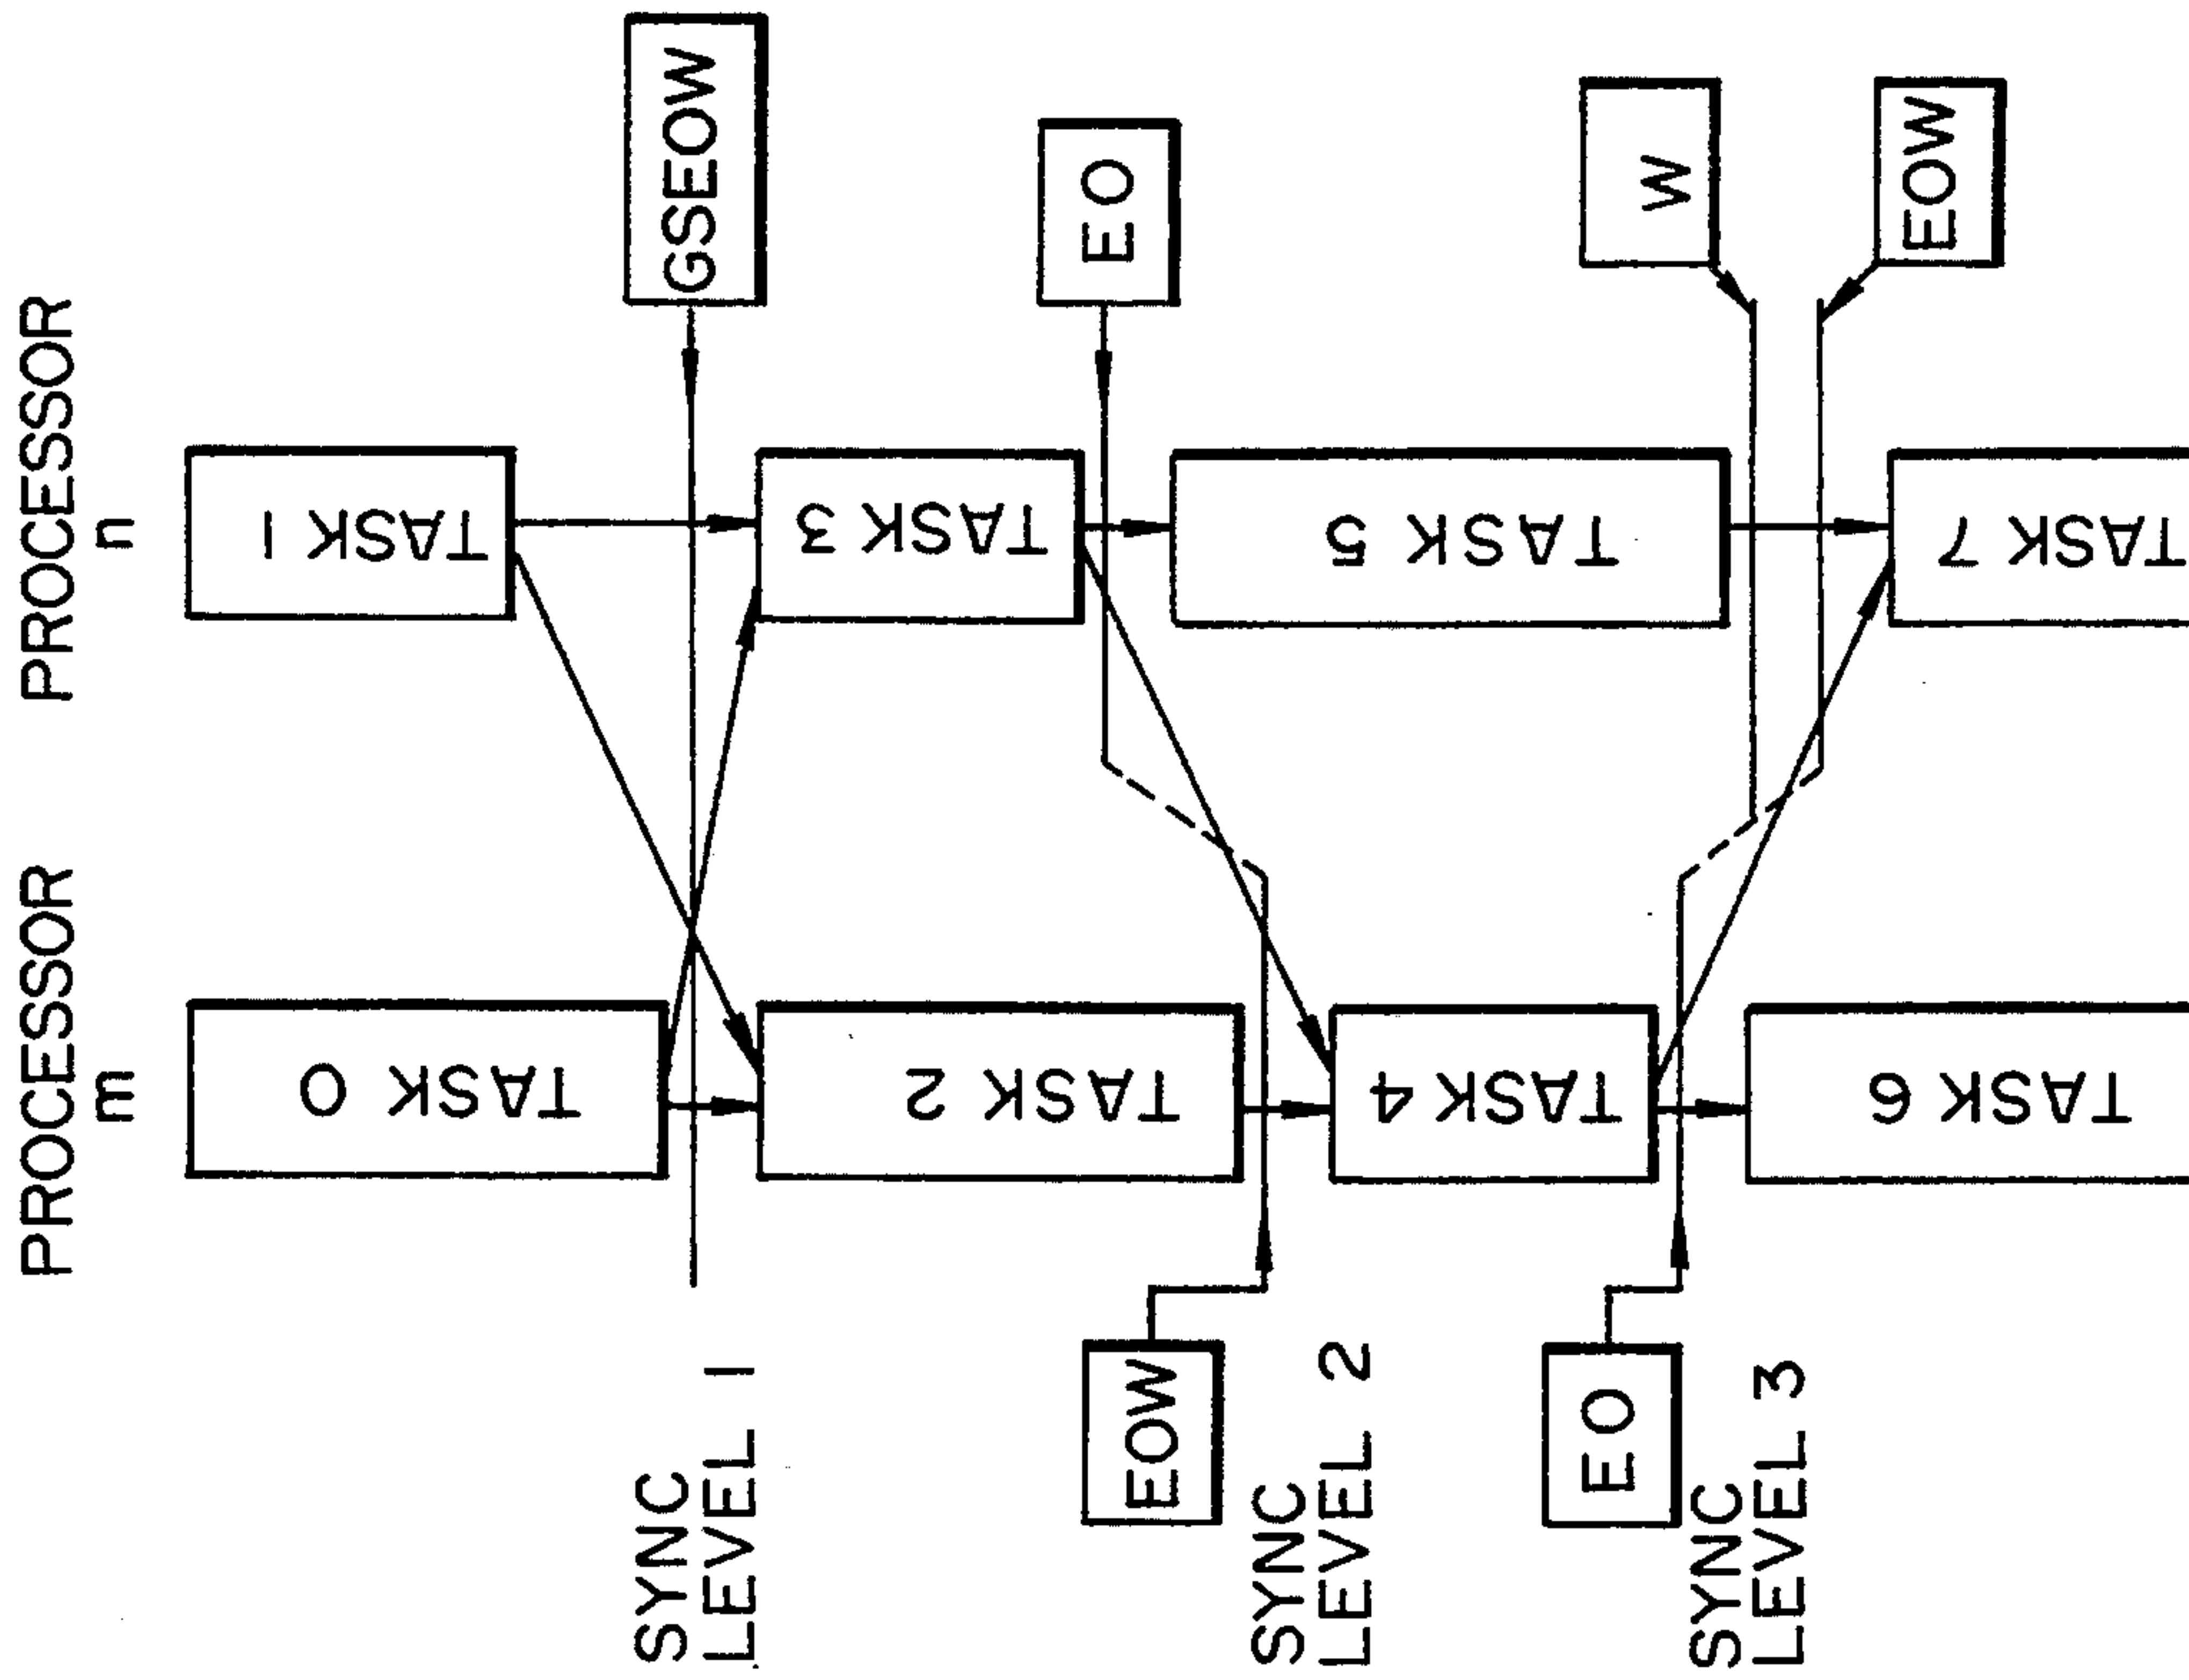 PROCESSOR
m
PROCESSOR
n
TASK 0
TASK 1
SYNC
LEVEL 1
GSEOW
TASK 2
TASK 3
EOW
EO
SYNC
LEVEL 2
TASK 4
TASK 5
EO
W
SYNC
LEVEL 3
EOW
TASK 6
TASK 7